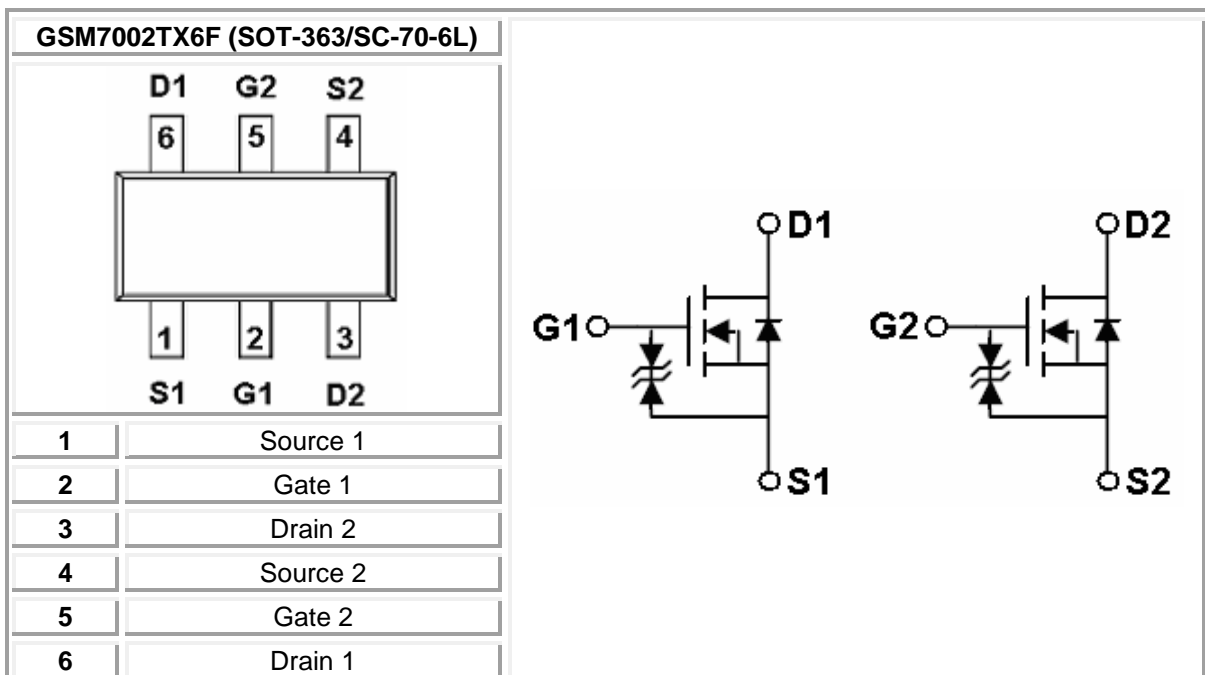 GSM7002TX6F (SOT-363/SC-70-6L)
D1 G2 S2
6 5 4
1 2 3
S1 G1 D2
1 Source 1
2 Gate 1
3 Drain 2
4 Source 2
5 Gate 2
6 Drain 1
D1 D2
G1 G2
S1 S2